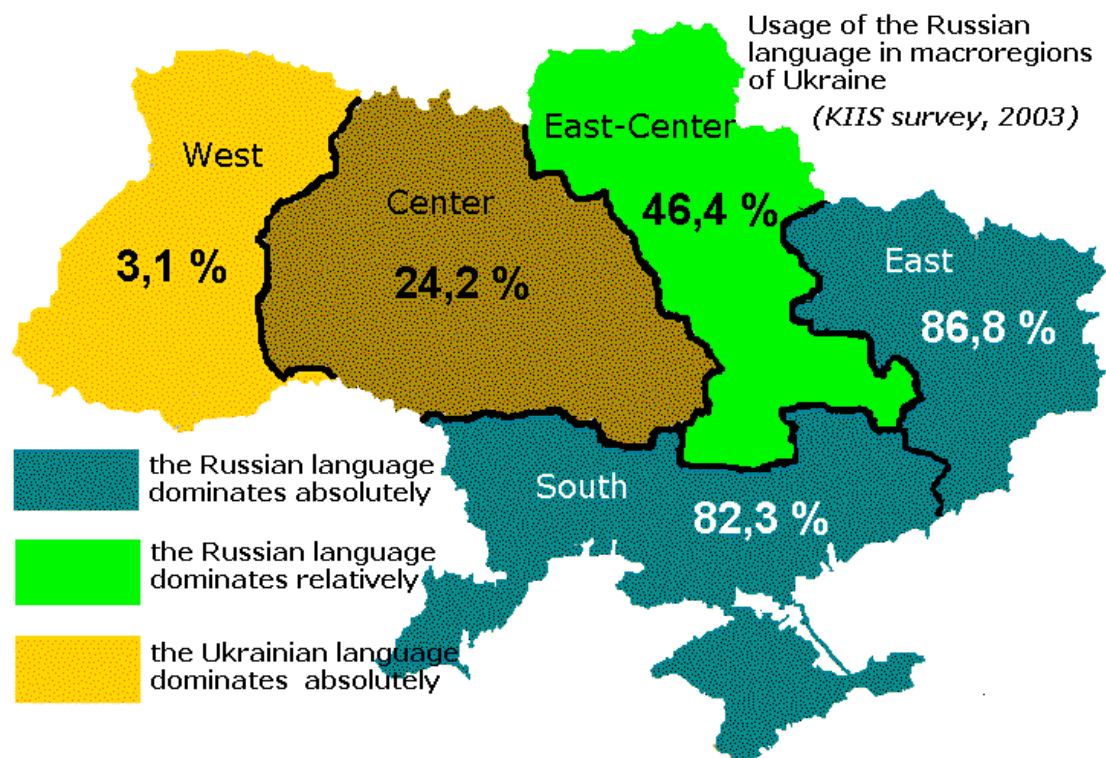 Usage of the Russian
language in macroregions
of Ukraine
(KIIS survey, 2003)
West
3,1 %
Center
24,2 %
East-Center
46,4 %
East
86,8 %
South
82,3 %
the Russian language
dominates absolutely
the Russian language
dominates relatively
the Ukrainian language
dominates absolutely